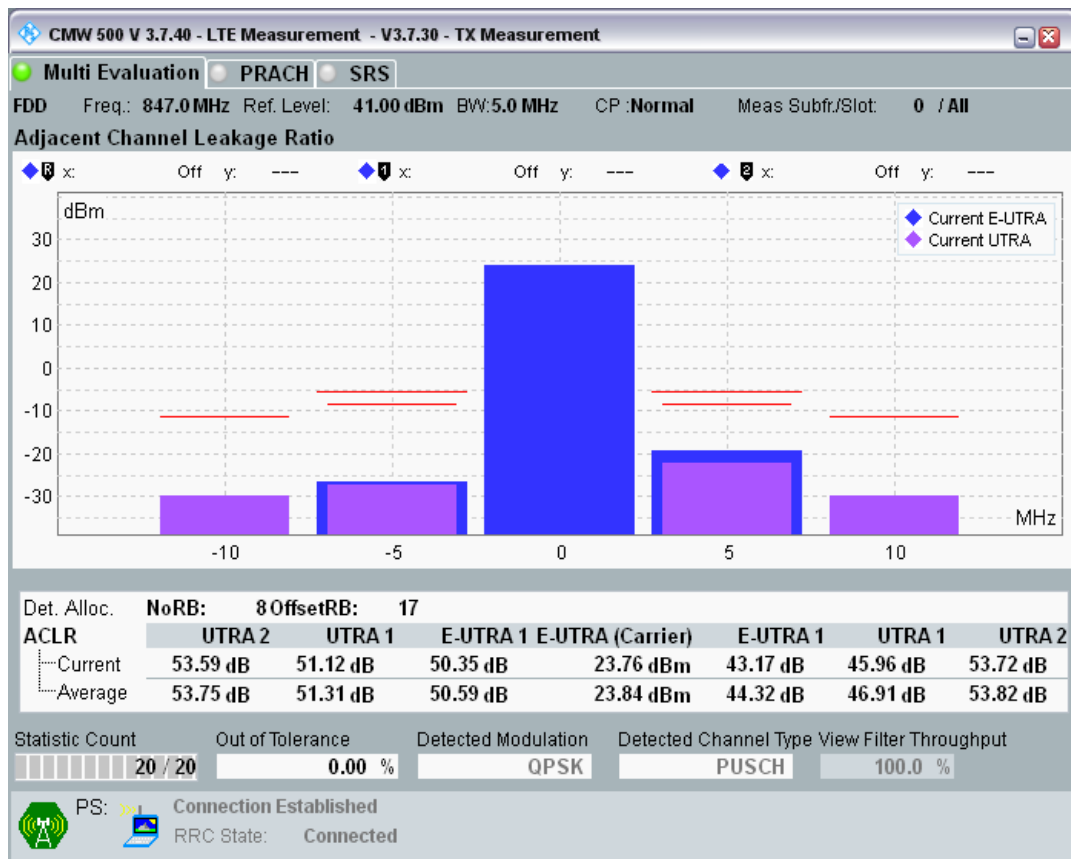 CMW 500 V 3.7.40 - LTE Measurement - V3.7.30 - TX Measurement
Multi Evaluation PRACH SRS
FDD Freq.: 847.0 MHz Ref. Level: 41.00 dBm BW:5.0 MHz CP :Normal Meas Subfr./Slot: 0 / All
Adjacent Channel Leakage Ratio
R x: Off y: --- 1 x: Off y: --- 2 x: Off y: ---
dBm
Current E-UTRA
Current UTRA
30
20
10
0
-10
-20
-30
MHz
-10 -5 0 5 10
Det. Alloc. NoRB: 8 OffsetRB: 17
ACLR UTRA 2 UTRA 1 E-UTRA 1 E-UTRA (Carrier) E-UTRA 1 UTRA 1 UTRA 2
Current 53.59 dB 51.12 dB 50.35 dB 23.76 dBm 43.17 dB 45.96 dB 53.72 dB
Average 53.75 dB 51.31 dB 50.59 dB 23.84 dBm 44.32 dB 46.91 dB 53.82 dB
Statistic Count Out of Tolerance Detected Modulation Detected Channel Type View Filter Throughput
20 / 20 0.00 % QPSK PUSCH 100.0 %
PS: Connection Established
RRC State: Connected